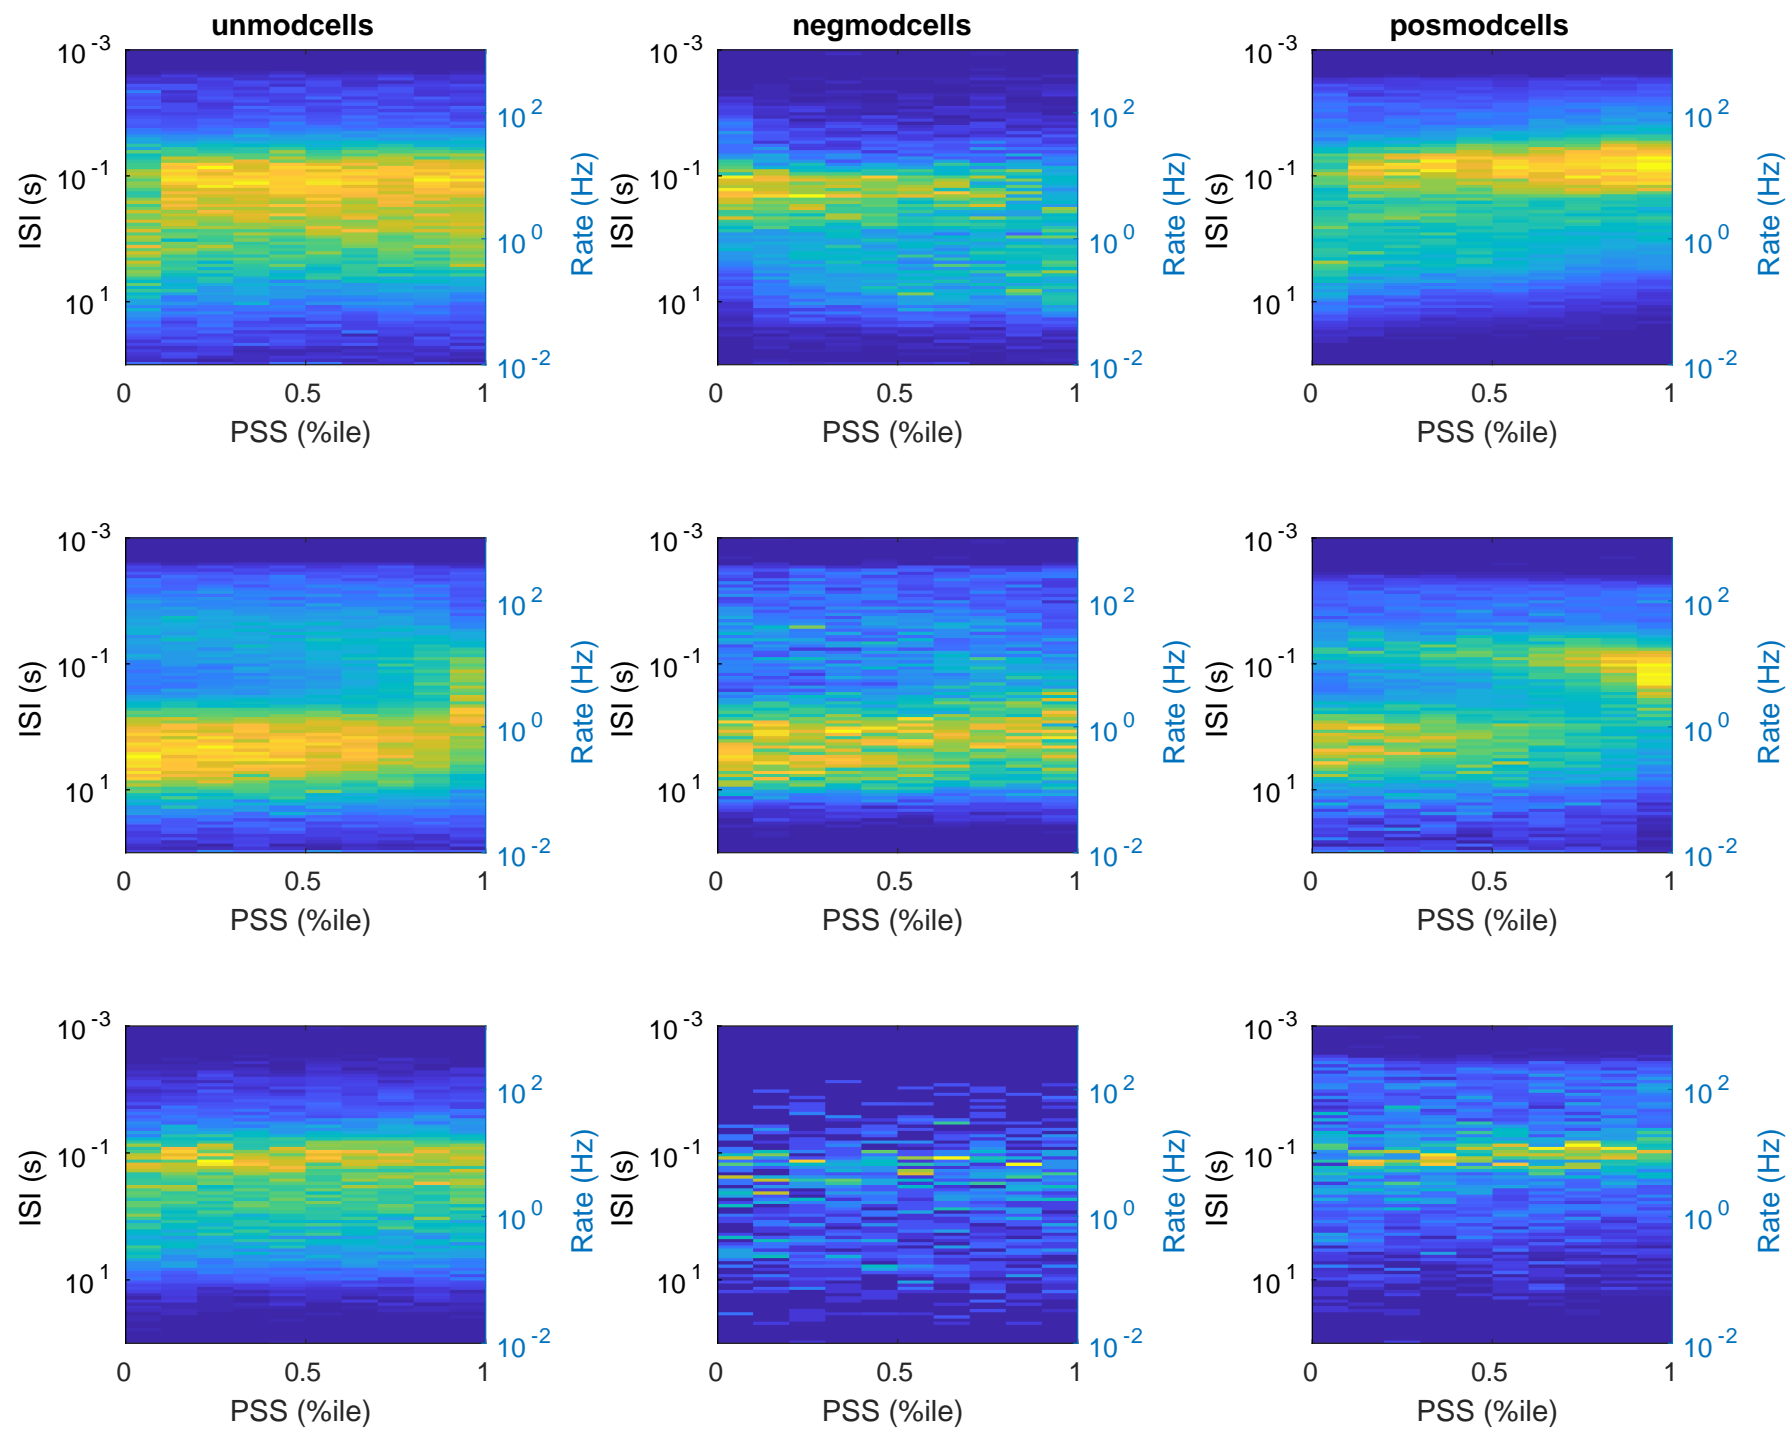 unmodcells negmodcells posmodcells
10-3 10-3 10-3
10 2 10 2 10 2
10-1 10-1 10-1
ISI (s) Rate (Hz) ISI (s) Rate (Hz) ISI (s) Rate (Hz)
10 0 10 0 10 0
10 1 10 1 10 1
10-2 10-2 10-2
0 0.5 1 0 0.5 1 0 0.5 1
PSS (%ile) PSS (%ile) PSS (%ile)
10-3 10-3 10-3
10 2 10 2 10 2
10-1 10-1 10-1
ISI (s) Rate (Hz) ISI (s) Rate (Hz) ISI (s) Rate (Hz)
10 0 10 0 10 0
10 1 10 1 10 1
10-2 10-2 10-2
0 0.5 1 0 0.5 1 0 0.5 1
PSS (%ile) PSS (%ile) PSS (%ile)
10-3 10-3 10-3
10 2 10 2 10 2
10-1 10-1 10-1
ISI (s) Rate (Hz) ISI (s) Rate (Hz) ISI (s) Rate (Hz)
10 0 10 0 10 0
10 1 10 1 10 1
10-2 10-2 10-2
0 0.5 1 0 0.5 1 0 0.5 1
PSS (%ile) PSS (%ile) PSS (%ile)